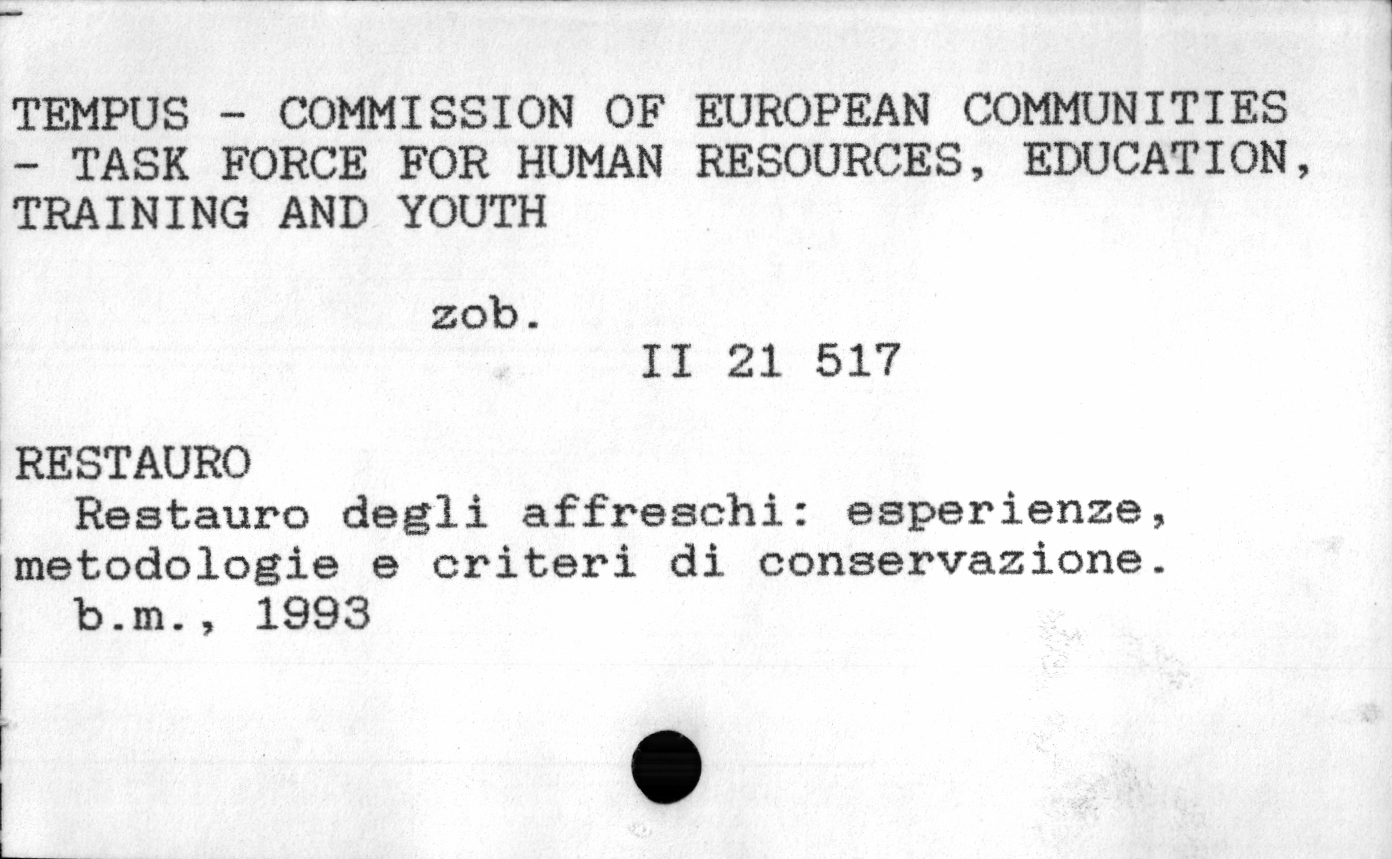 TEMPUS - COMMISSION OF EUROPEAN COMMUNITIES
- TASK FORCE FOR HUMAN RESOURCES, EDUCATION,
TRAINING AND YOUTH
zob.
II 21 517
RESTAURO
Restauro degli affreschi: esperienze,
metodologie e criteri di conservazione.
b.m., 1993